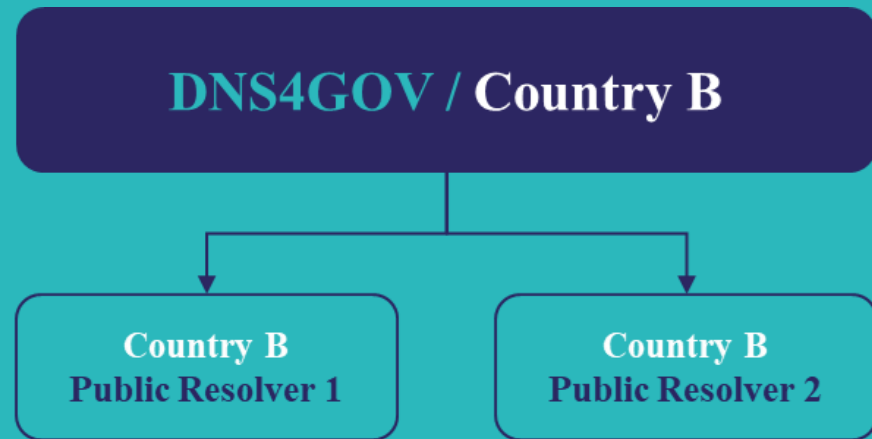 DNS4GOV / Country B
Country B
Public Resolver 1
Country B
Public Resolver 2